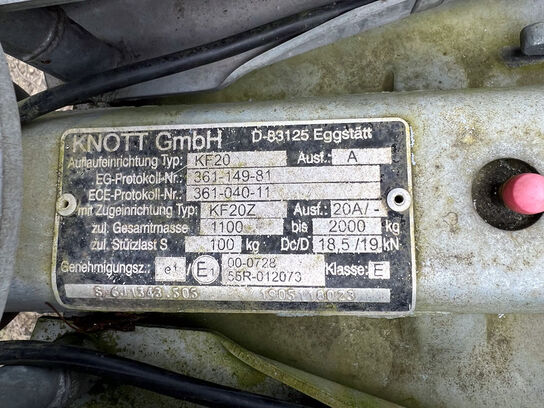 KNOTT GmbH D-83125 Eggstätt
Auflaufeinrichtung Typ: KF20 Ausf.: A
EG-Protokoll-Nr.: 361-149-81
ECE-Protokoll-Nr.: 361-040-11
mit Zugeinrichtung Typ: KF20Z Ausf.: 20A/-
zul. Gesamtmasse 1100 bis 2000 kg
zul. Stützlast S 100 kg Dc/D 18,5/19 kN
Genehmigungsz.: e1 / E1 00-0728 Klasse: E
55R-012073